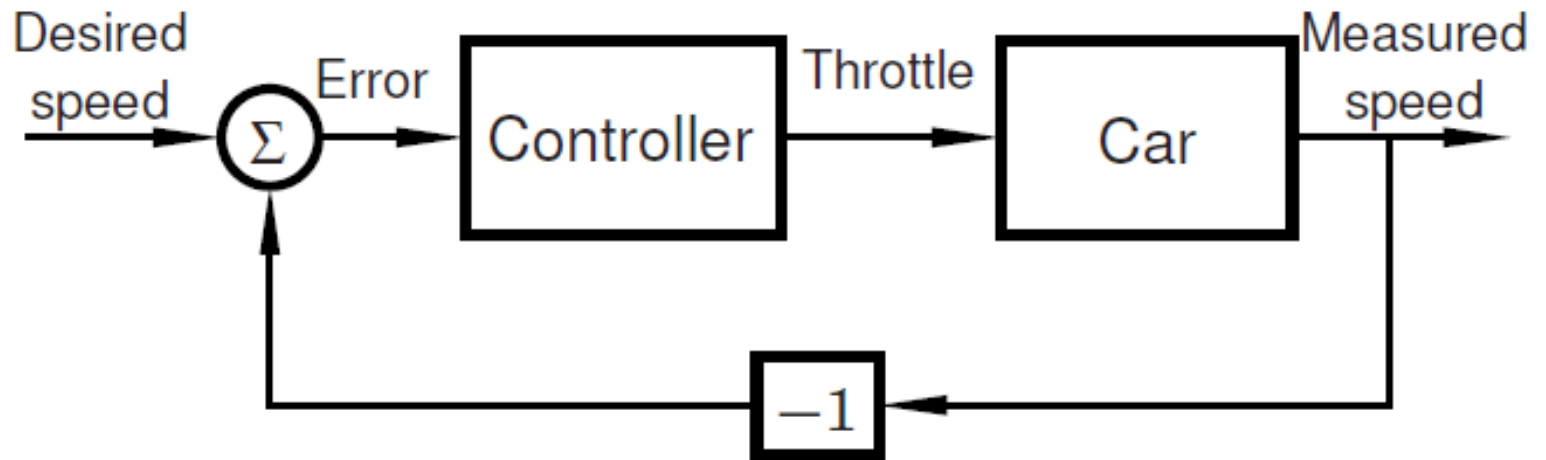 Desired
speed
Σ
Error
Controller
Throttle
Car
Measured
speed
−1